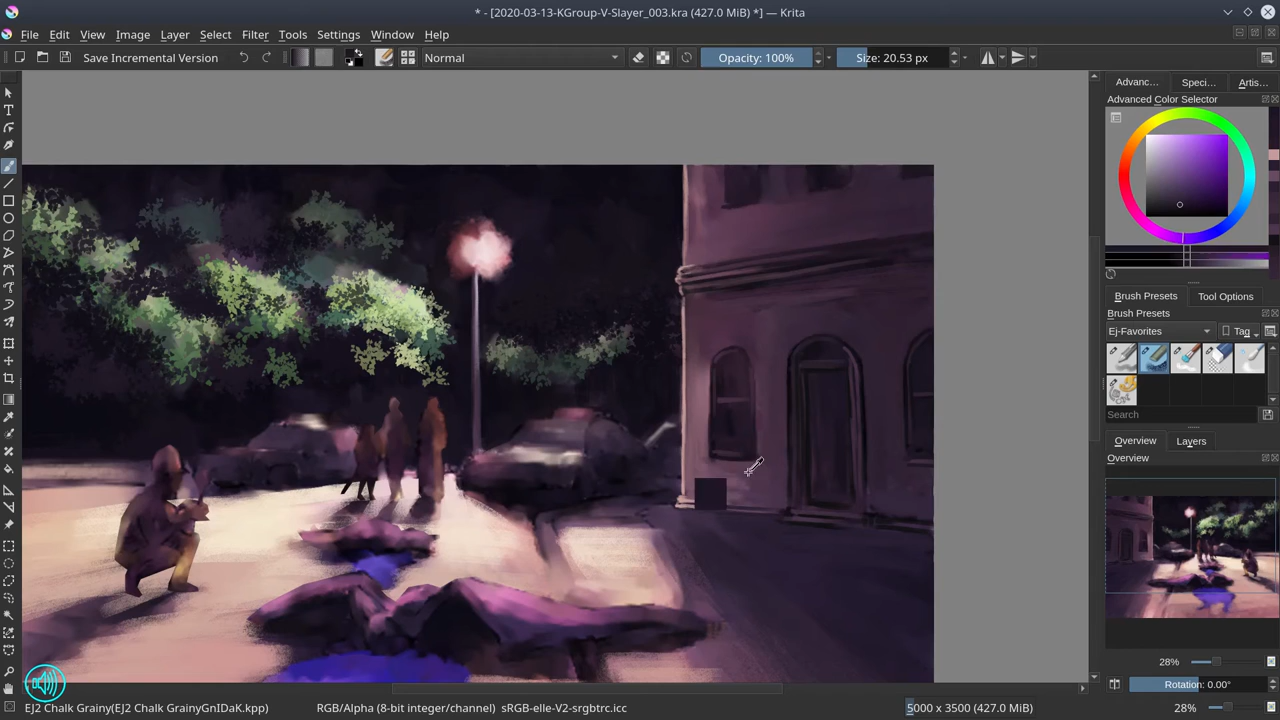 * - [2020-03-13-KGroup-V-Slayer_003.kra (427.0 MiB) *] — Krita
File Edit View Image Layer Select Filter Tools Settings Window Help
Save Incremental Version Normal Opacity: 100% Size: 20.53 px
Advanc... Speci... Artis...
Advanced Color Selector
Brush Presets Tool Options
Brush Presets
Ej-Favorites Tag
Search
Overview Layers
Overview
28%
Rotation: 0.00°
EJ2 Chalk Grainy(EJ2 Chalk GrainyGnIDaK.kpp) RGB/Alpha (8-bit integer/channel) sRGB-elle-V2-srgbtrc.icc 5000 x 3500 (427.0 MiB) 28%